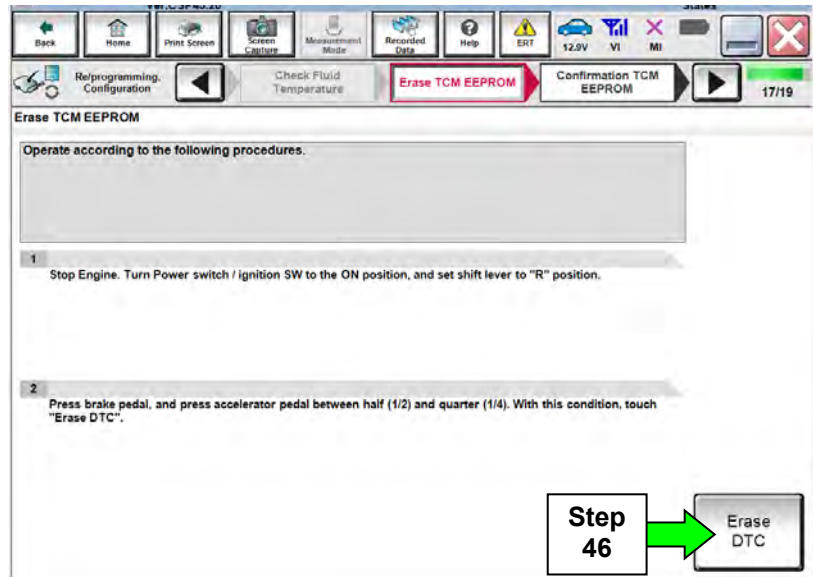 Back
Home
Print Screen
Screen
Capture
Measurement
Mode
Recorded
Data
Help
ERT
12.9V
VI
MI
Re/programming,
Configuration
Check Fluid
Temperature
Erase TCM EEPROM
Confirmation TCM
EEPROM
17/19
Erase TCM EEPROM
Operate according to the following procedures.
1
Stop Engine. Turn Power switch / ignition SW to the ON position, and set shift lever to "R" position.
2
Press brake pedal, and press accelerator pedal between half (1/2) and quarter (1/4). With this condition, touch
"Erase DTC".
Step
46
Erase
DTC